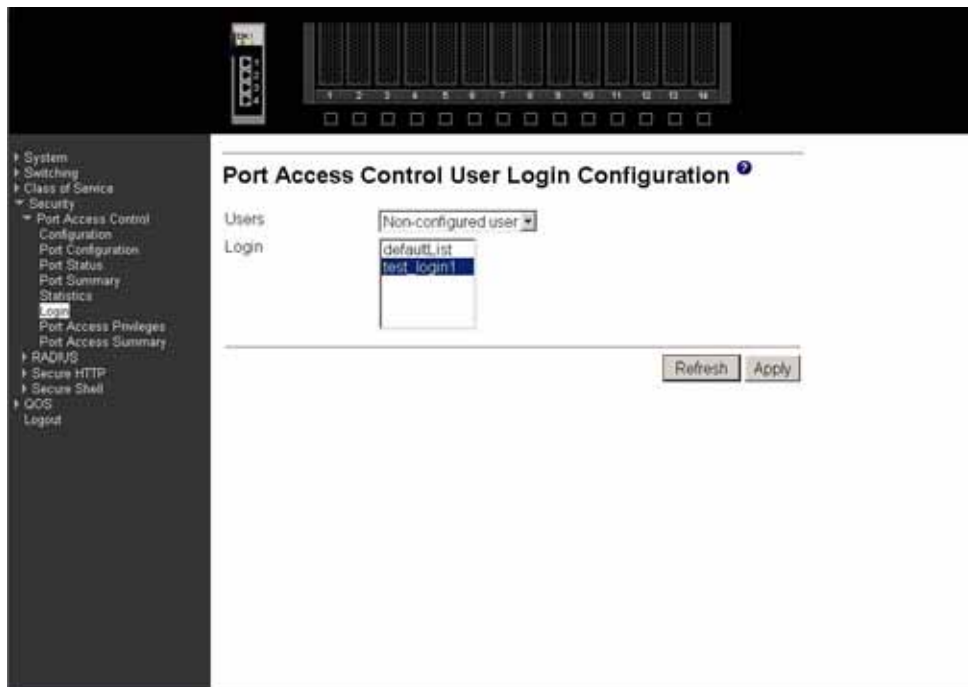 1 2 3 4 5 6 7 8 9 10 11 12 13 14
System
Switching
Class of Service
Security
Port Access Control
Configuration
Port Configuration
Port Status
Port Summary
Statistics
Login
Port Access Privileges
Port Access Summary
RADIUS
Secure HTTP
Secure Shell
QOS
Logout
Port Access Control User Login Configuration ?
Users Non-configured user
Login defaultList
test_login1
Refresh Apply